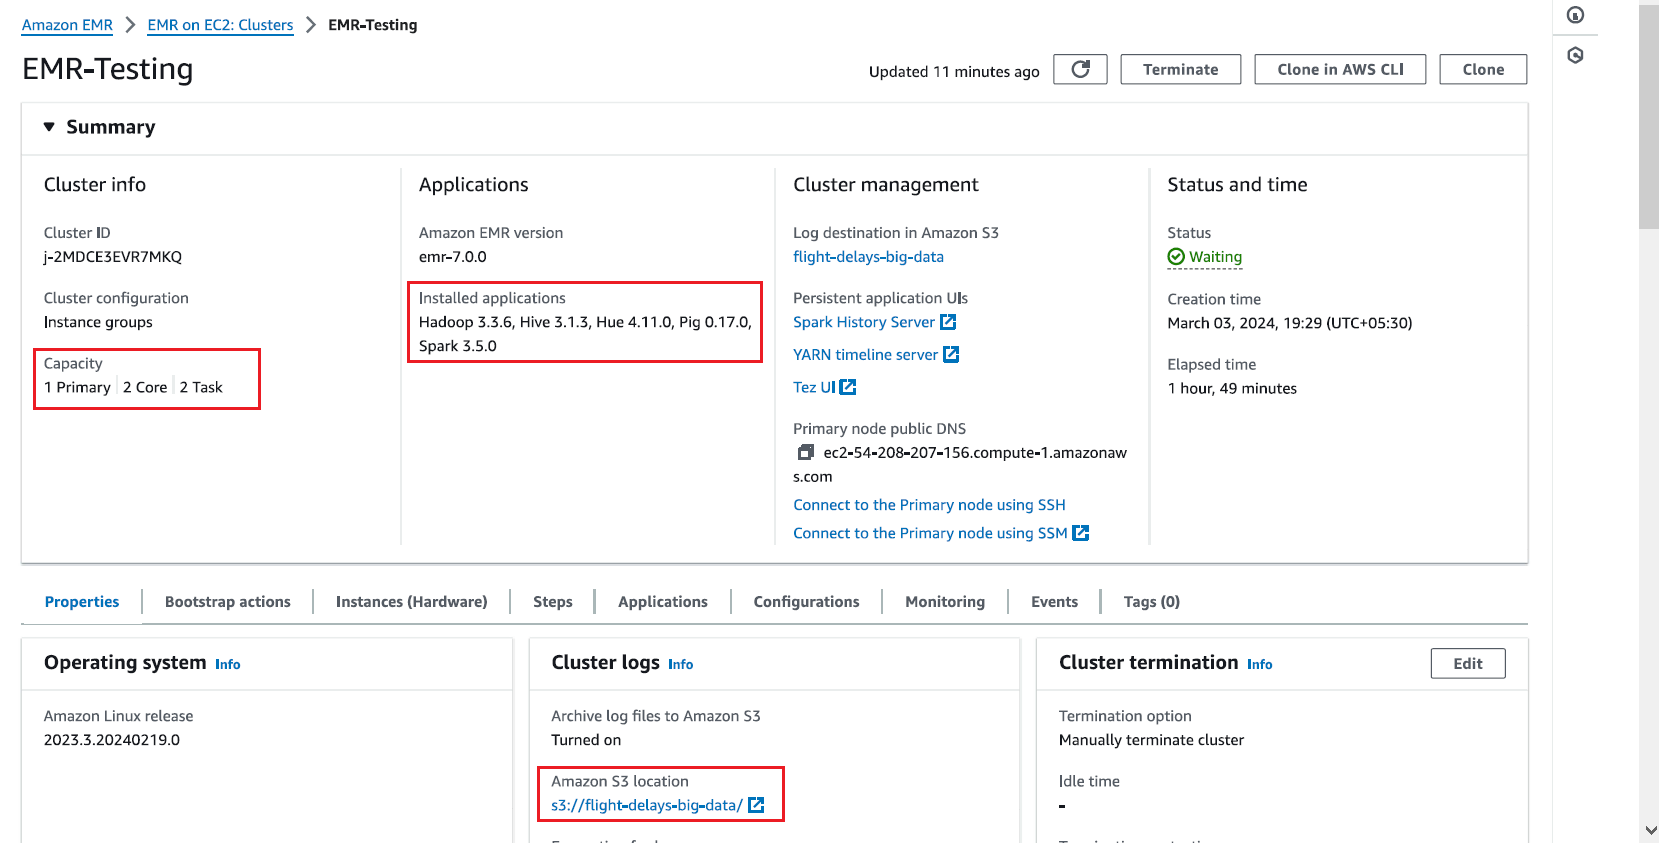 Amazon EMR > EMR on EC2: Clusters > EMR-Testing
EMR-Testing
Updated 11 minutes ago
Terminate
Clone in AWS CLI
Clone
Summary
Cluster info
Cluster ID
j-2MDCE3EVR7MKQ
Cluster configuration
Instance groups
Capacity
1 Primary | 2 Core | 2 Task
Applications
Amazon EMR version
emr-7.0.0
Installed applications
Hadoop 3.3.6, Hive 3.1.3, Hue 4.11.0, Pig 0.17.0,
Spark 3.5.0
Cluster management
Log destination in Amazon S3
flight-delays-big-data
Persistent application UIs
Spark History Server
YARN timeline server
Tez UI
Primary node public DNS
ec2-54-208-207-156.compute-1.amazonaw
s.com
Connect to the Primary node using SSH
Connect to the Primary node using SSM
Status and time
Status
Waiting
Creation time
March 03, 2024, 19:29 (UTC+05:30)
Elapsed time
1 hour, 49 minutes
Properties
Bootstrap actions
Instances (Hardware)
Steps
Applications
Configurations
Monitoring
Events
Tags (0)
Operating system Info
Amazon Linux release
2023.3.20240219.0
Cluster logs Info
Archive log files to Amazon S3
Turned on
Amazon S3 location
s3://flight-delays-big-data/
Cluster termination Info
Edit
Termination option
Manually terminate cluster
Idle time
-